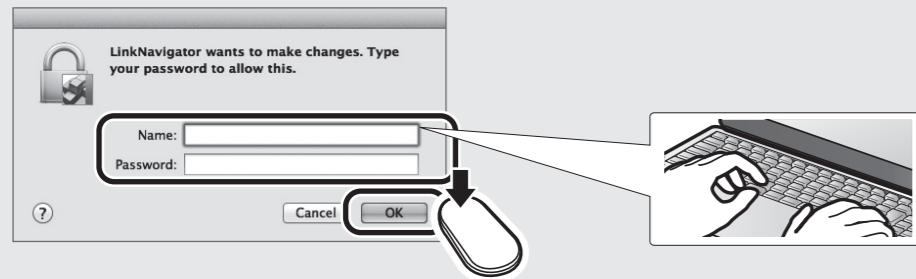 LinkNavigator wants to make changes. Type
your password to allow this.
Name:
Password:
?
Cancel
OK